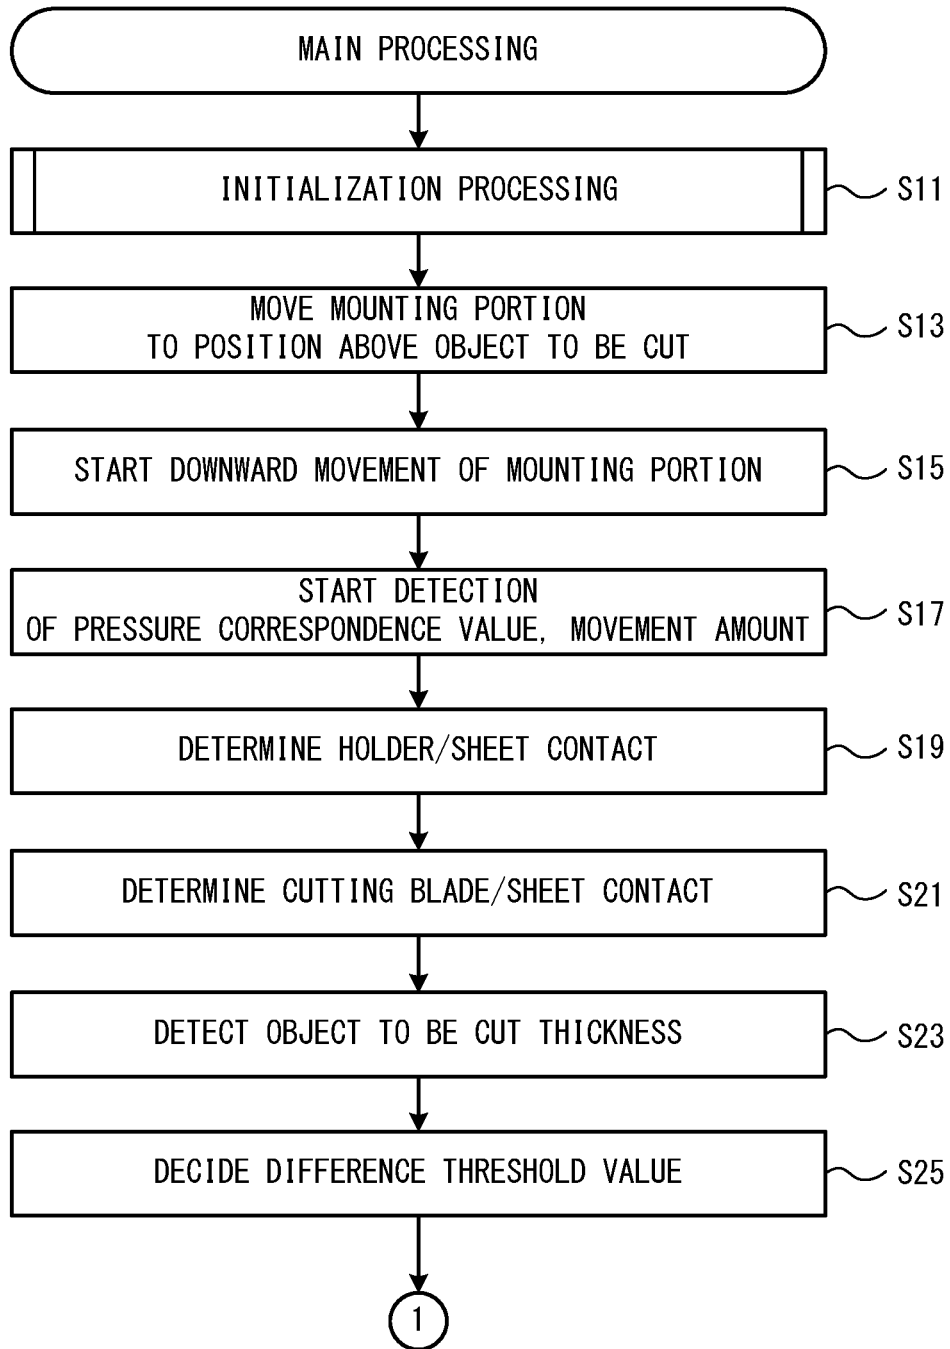 MAIN PROCESSING
INITIALIZATION PROCESSING
S11
MOVE MOUNTING PORTION
TO POSITION ABOVE OBJECT TO BE CUT
S13
START DOWNWARD MOVEMENT OF MOUNTING PORTION
S15
START DETECTION
OF PRESSURE CORRESPONDENCE VALUE, MOVEMENT AMOUNT
S17
DETERMINE HOLDER/SHEET CONTACT
S19
DETERMINE CUTTING BLADE/SHEET CONTACT
S21
DETECT OBJECT TO BE CUT THICKNESS
S23
DECIDE DIFFERENCE THRESHOLD VALUE
S25
1